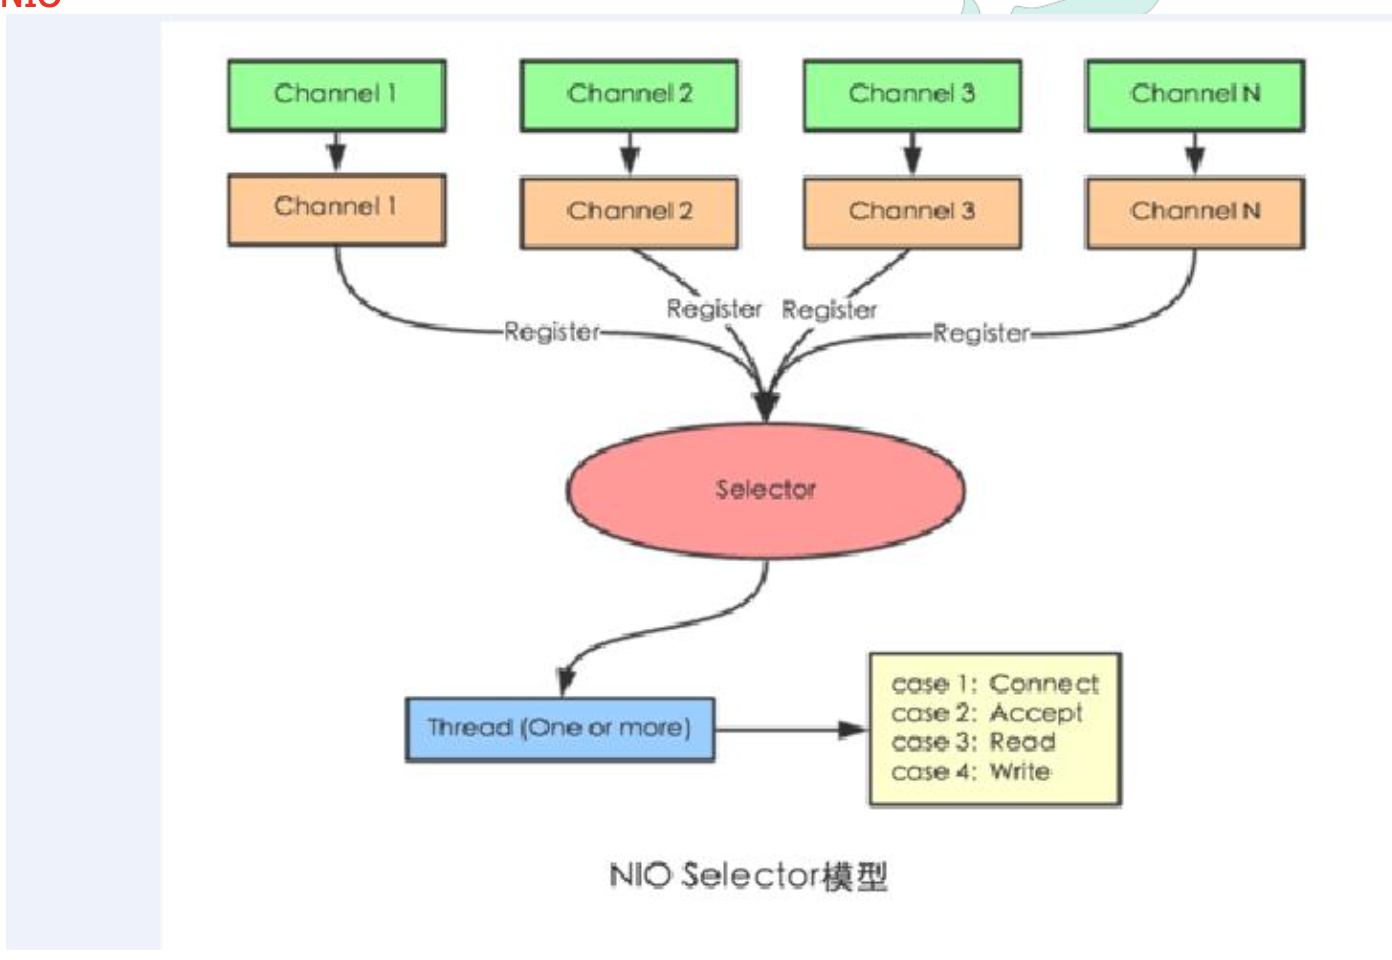 NIO
Channel 1
Channel 2
Channel 3
Channel N
Channel 1
Channel 2
Channel 3
Channel N
Register
Register
Register
Register
Selector
Thread (One or more)
case 1: Connect
case 2: Accept
case 3: Read
case 4: Write
NIO Selector模型